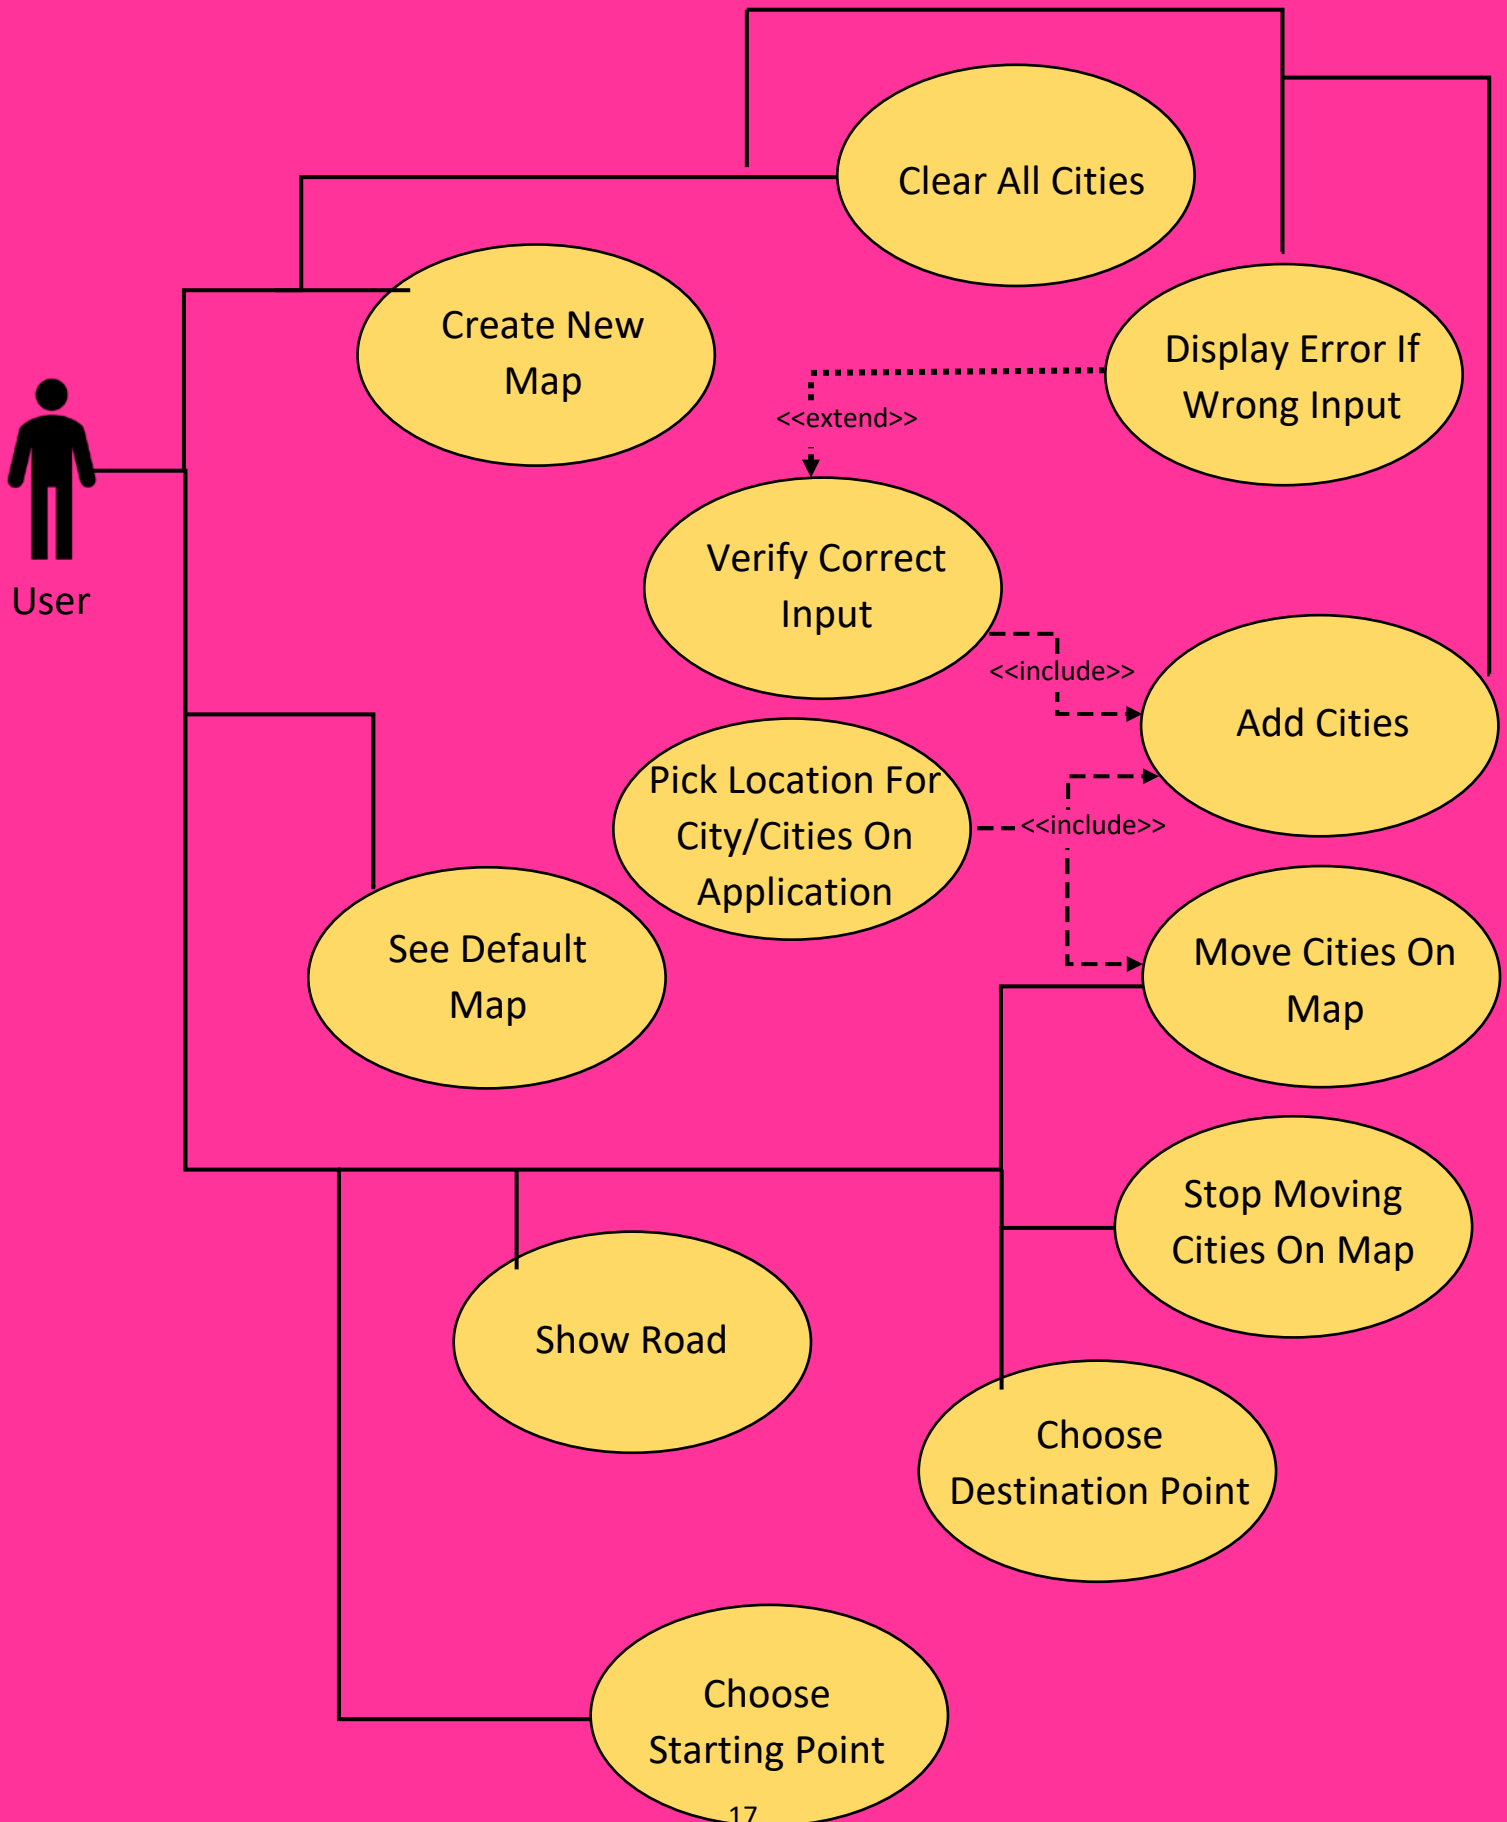 Clear All Cities
Create New
Map
Display Error If
Wrong Input
<<extend>>
Verify Correct
Input
User
<<include>>
Add Cities
Pick Location For
City/Cities On
Application
<<include>>
See Default
Map
Move Cities On
Map
Stop Moving
Cities On Map
Show Road
Choose
Destination Point
Choose
Starting Point
17